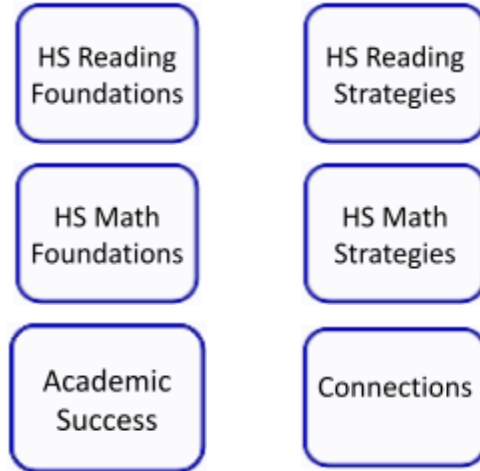 HS Reading
Foundations
HS Reading
Strategies
HS Math
Foundations
HS Math
Strategies
Academic
Success
Connections